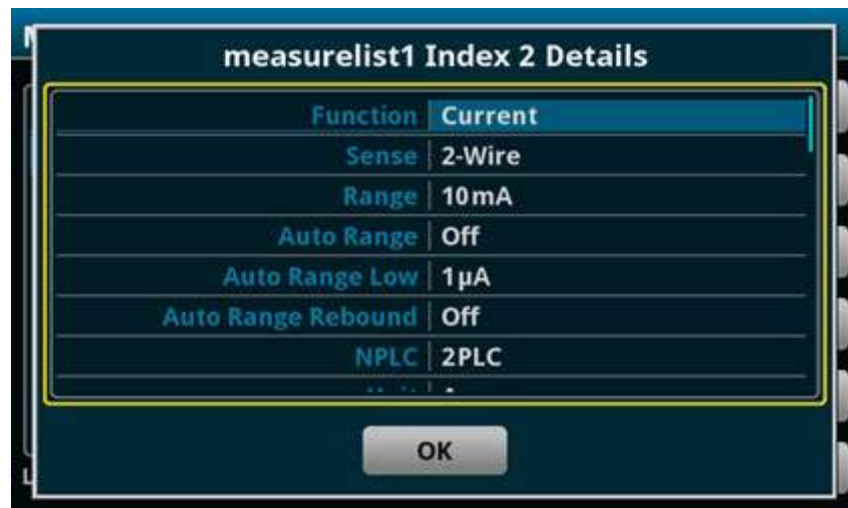 measurelist1 Index 2 Details
Function Current
Sense 2-Wire
Range 10mA
Auto Range Off
Auto Range Low 1µA
Auto Range Rebound Off
NPLC 2PLC
OK